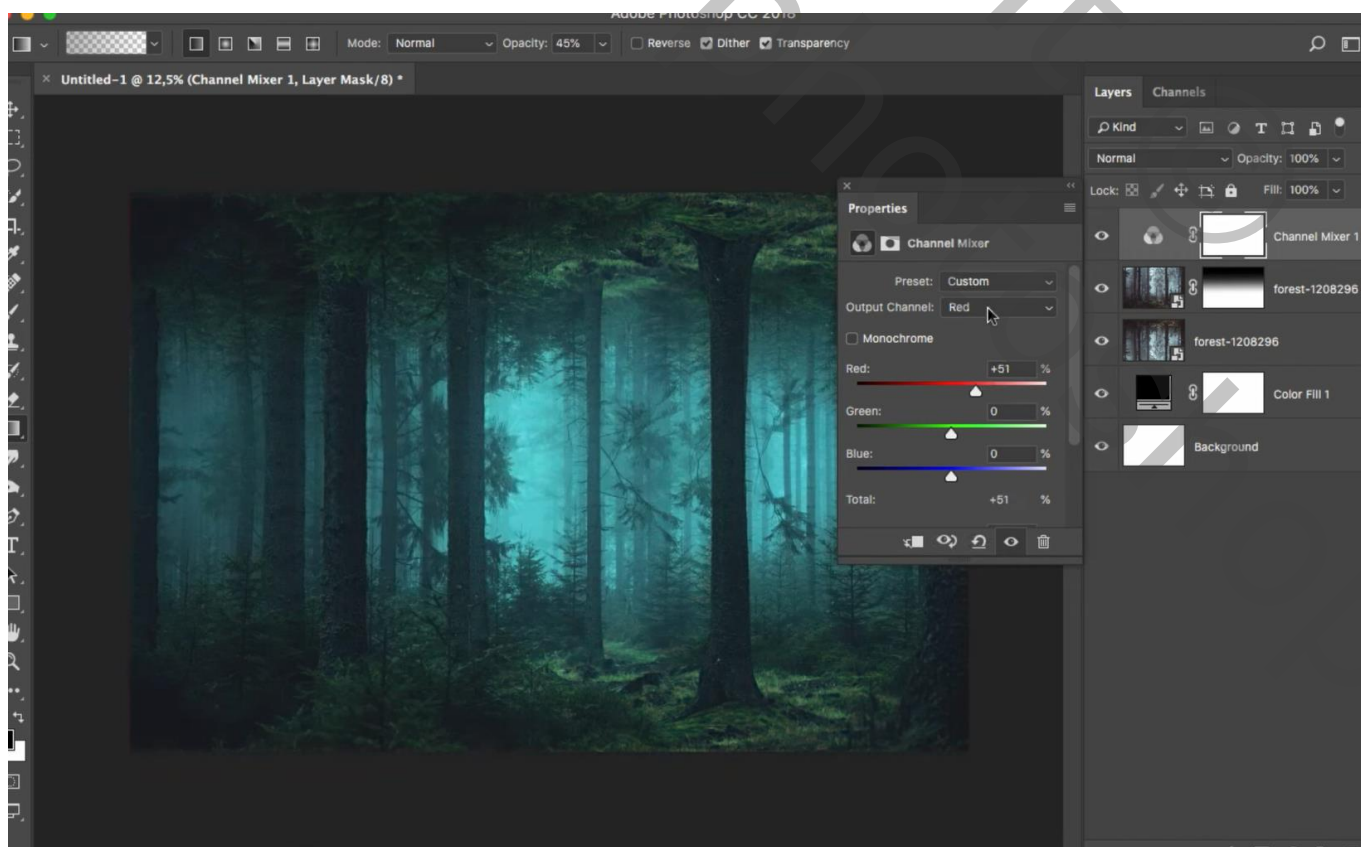 Adobe Photoshop CC 2018
Mode: Normal Opacity: 45% Reverse Dither Transparency
× Untitled-1 @ 12,5% (Channel Mixer 1, Layer Mask/8) *
Layers Channels
Kind
Normal Opacity: 100%
Lock: Fill: 100%
Properties
Channel Mixer
Preset: Custom
Output Channel: Red
Monochrome
Red: +51 %
Green: 0 %
Blue: 0 %
Total: +51 %
Channel Mixer 1
forest-1208296
forest-1208296
Color Fill 1
Background